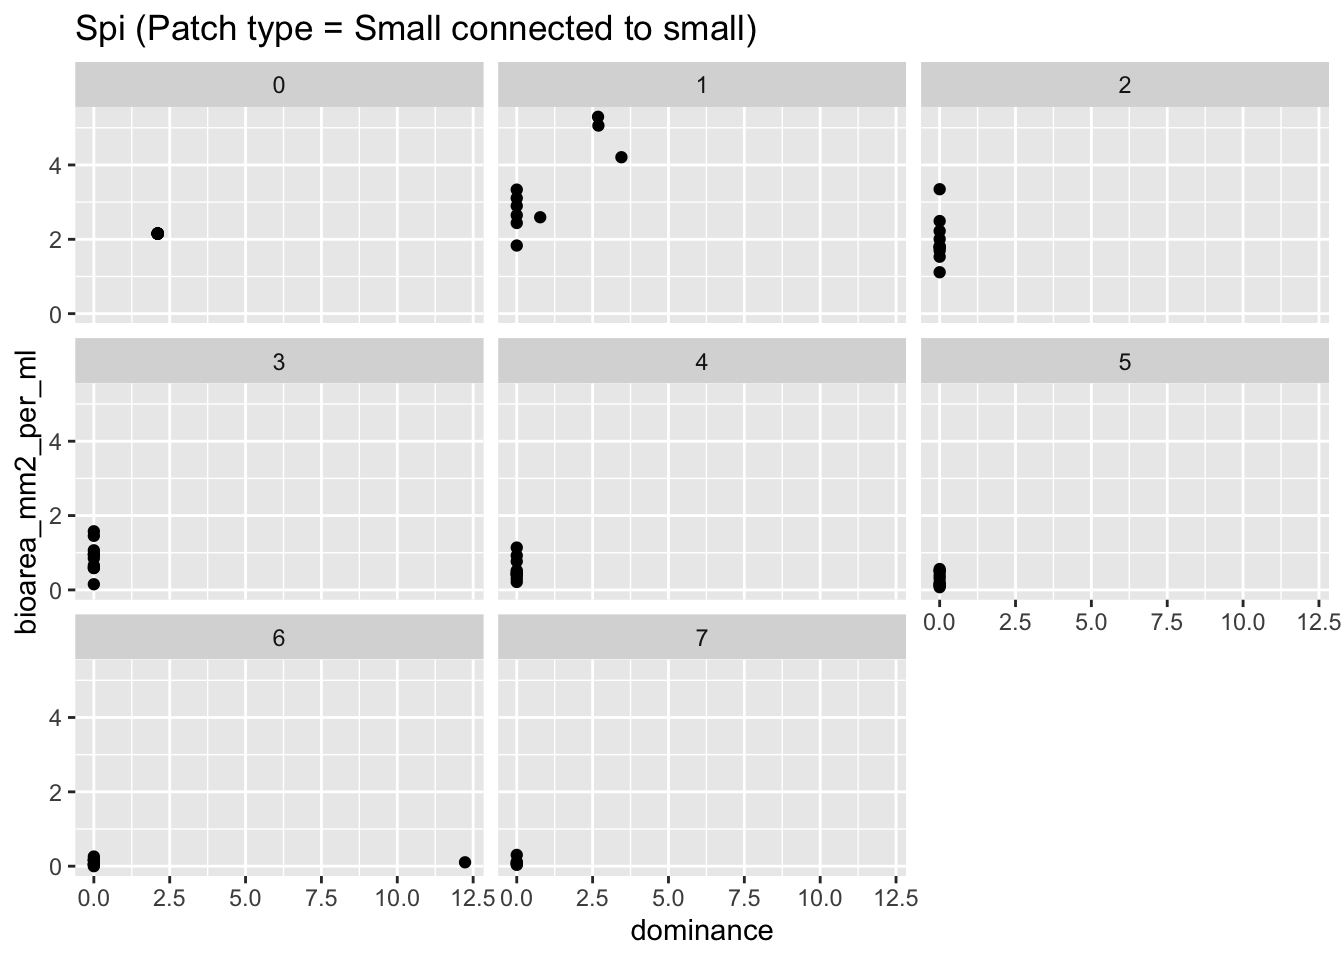 Spi (Patch type = Small connected to small)
0 1 2
4
2
0
3 4 5
4
2
0
0.0 2.5 5.0 7.5 10.0 12.5
6 7
4
2
0
0.0 2.5 5.0 7.5 10.0 12.5 0.0 2.5 5.0 7.5 10.0 12.5
dominance
bioarea_mm2_per_ml